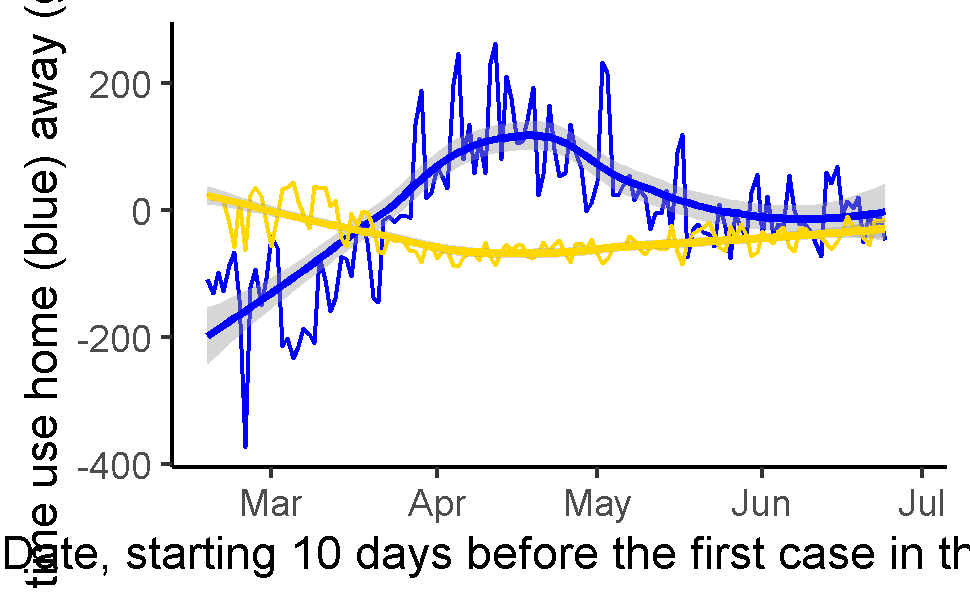 time use home (blue) away (
200
0
-200
-400
Mar Apr May Jun Jul
Date, starting 10 days before the first case in th